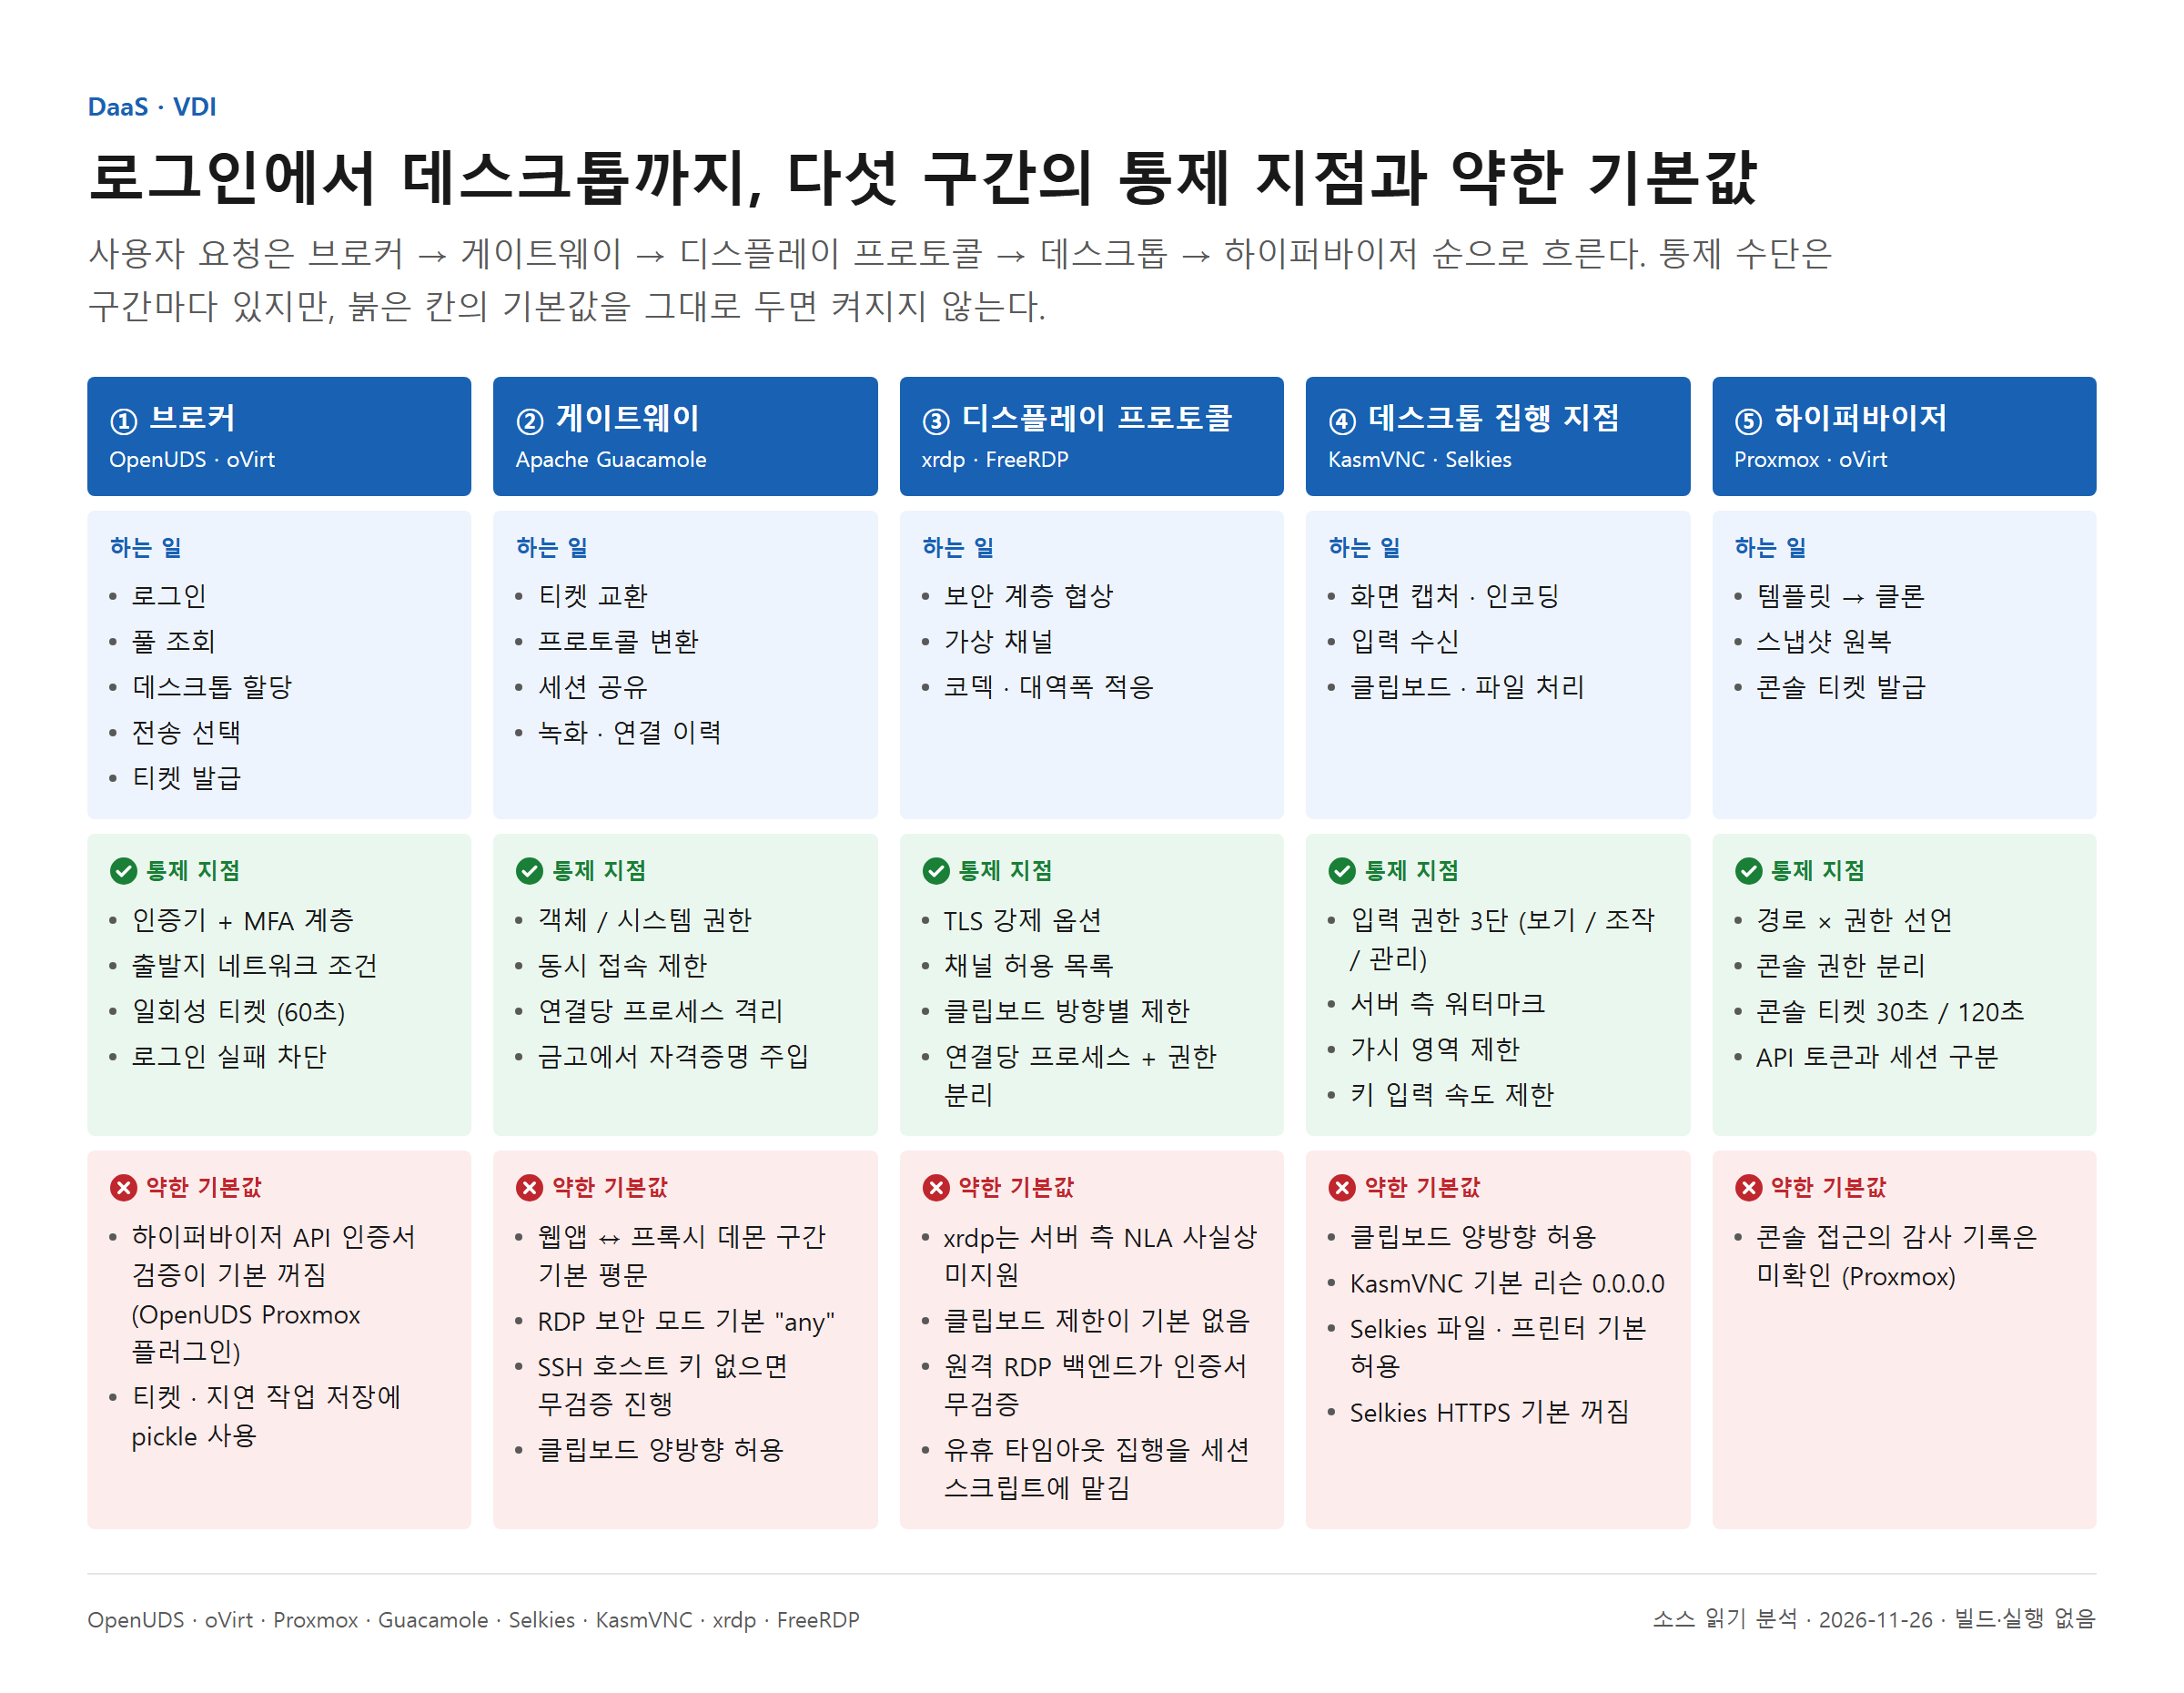 DaaS · VDI
로그인에서 데스크톱까지, 다섯 구간의 통제 지점과 약한 기본값
사용자 요청은 브로커 → 게이트웨이 → 디스플레이 프로토콜 → 데스크톱 → 하이퍼바이저 순으로 흐른다. 통제 수단은
구간마다 있지만, 붉은 칸의 기본값을 그대로 두면 켜지지 않는다.
① 브로커
OpenUDS · oVirt
하는 일
• 로그인
• 풀 조회
• 데스크톱 할당
• 전송 선택
• 티켓 발급
통제 지점
• 인증기 + MFA 계층
• 출발지 네트워크 조건
• 일회성 티켓 (60초)
• 로그인 실패 차단
약한 기본값
• 하이퍼바이저 API 인증서
검증이 기본 꺼짐
(OpenUDS Proxmox
플러그인)
• 티켓 · 지연 작업 저장에
pickle 사용
② 게이트웨이
Apache Guacamole
하는 일
• 티켓 교환
• 프로토콜 변환
• 세션 공유
• 녹화 · 연결 이력
통제 지점
• 객체 / 시스템 권한
• 동시 접속 제한
• 연결당 프로세스 격리
• 금고에서 자격증명 주입
약한 기본값
• 웹앱 ↔ 프록시 데몬 구간
기본 평문
• RDP 보안 모드 기본 "any"
• SSH 호스트 키 없으면
무검증 진행
• 클립보드 양방향 허용
③ 디스플레이 프로토콜
xrdp · FreeRDP
하는 일
• 보안 계층 협상
• 가상 채널
• 코덱 · 대역폭 적응
통제 지점
• TLS 강제 옵션
• 채널 허용 목록
• 클립보드 방향별 제한
• 연결당 프로세스 + 권한
분리
약한 기본값
• xrdp는 서버 측 NLA 사실상
미지원
• 클립보드 제한이 기본 없음
• 원격 RDP 백엔드가 인증서
무검증
• 유휴 타임아웃 집행을 세션
스크립트에 맡김
④ 데스크톱 집행 지점
KasmVNC · Selkies
하는 일
• 화면 캡처 · 인코딩
• 입력 수신
• 클립보드 · 파일 처리
통제 지점
• 입력 권한 3단 (보기 / 조작
/ 관리)
• 서버 측 워터마크
• 가시 영역 제한
• 키 입력 속도 제한
약한 기본값
• 클립보드 양방향 허용
• KasmVNC 기본 리슨 0.0.0.0
• Selkies 파일 · 프린터 기본
허용
• Selkies HTTPS 기본 꺼짐
⑤ 하이퍼바이저
Proxmox · oVirt
하는 일
• 템플릿 → 클론
• 스냅샷 원복
• 콘솔 티켓 발급
통제 지점
• 경로 × 권한 선언
• 콘솔 권한 분리
• 콘솔 티켓 30초 / 120초
• API 토큰과 세션 구분
약한 기본값
• 콘솔 접근의 감사 기록은
미확인 (Proxmox)
OpenUDS · oVirt · Proxmox · Guacamole · Selkies · KasmVNC · xrdp · FreeRDP
소스 읽기 분석 · 2026-11-26 · 빌드·실행 없음